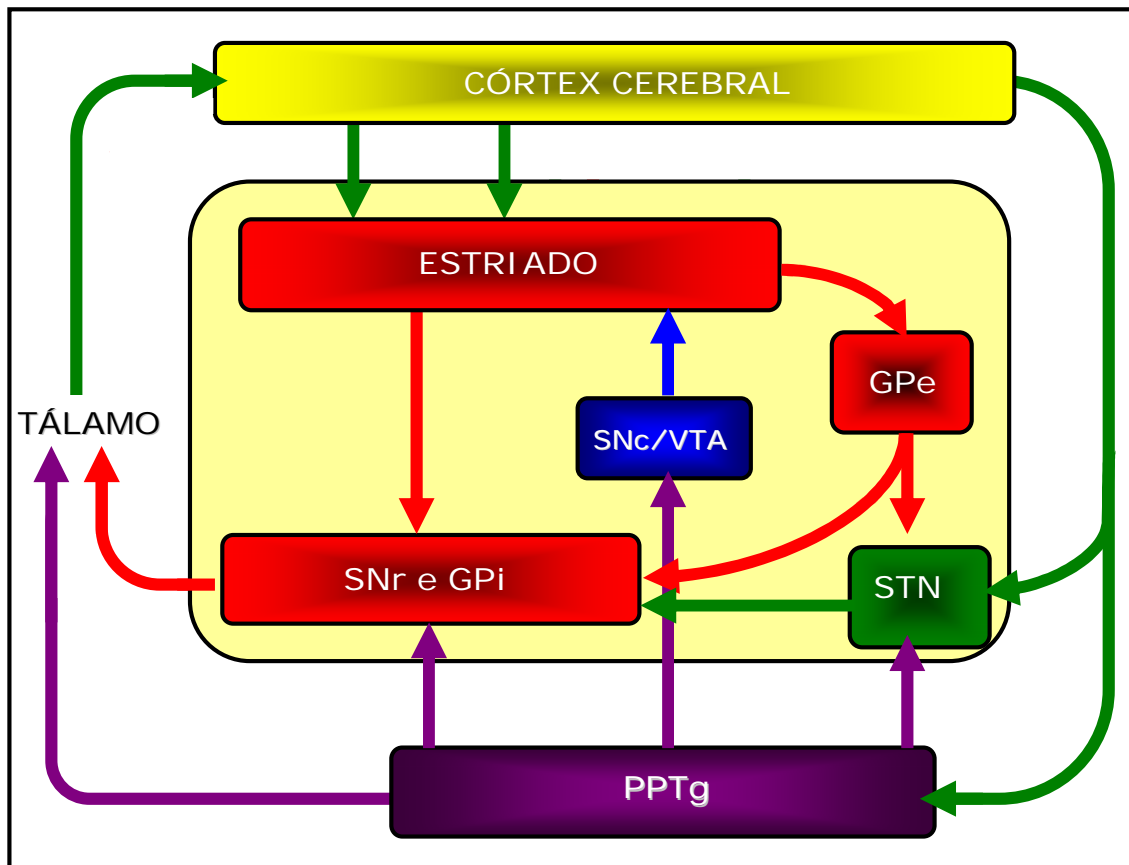 CÓRTEX CEREBRAL
ESTRIADO
GPe
TÁLAMO
SNc/VTA
SNr e GPi
STN
PPTg